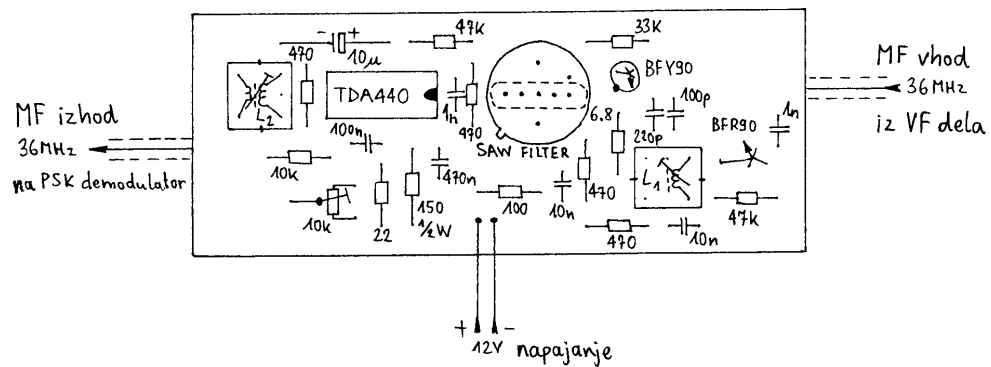 47K
33K
- +
470
10µ
BFY90
MF vhod
36MHz
iz VF dela
L2
TDA440
1n
470
6.8
100p
220p
BFR90
1n
MF izhod
36MHz
na PSK demodulator
100n
SAW FILTER
10k
470n
470
L1
10n
10k
22
150
½W
100
470
10n
47K
+ 12V -
napajanje